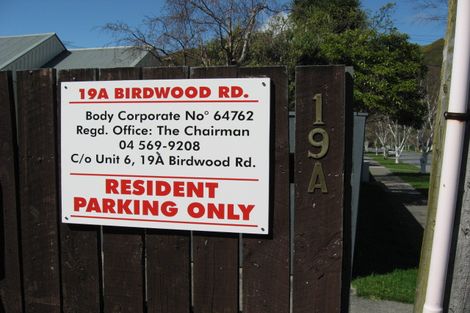 19A BIRDWOOD RD.
Body Corporate No° 64762
Regd. Office: The Chairman
04 569-9208
C/o Unit 6, 19A Birdwood Rd.
RESIDENT
PARKING ONLY
19A